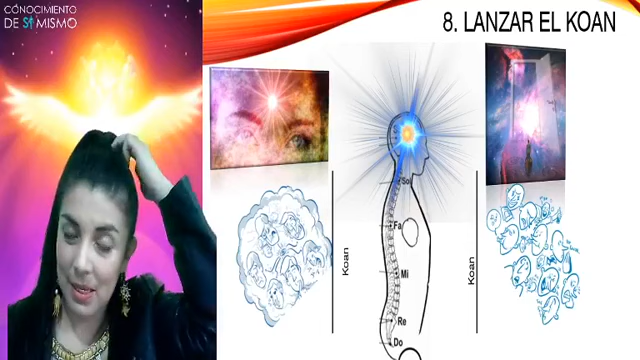 CONOCIMIENTO
DE SÍ MISMO
8. LANZAR EL KOAN
Koan
Sol
Fa
Mi
Re
Do
Koan